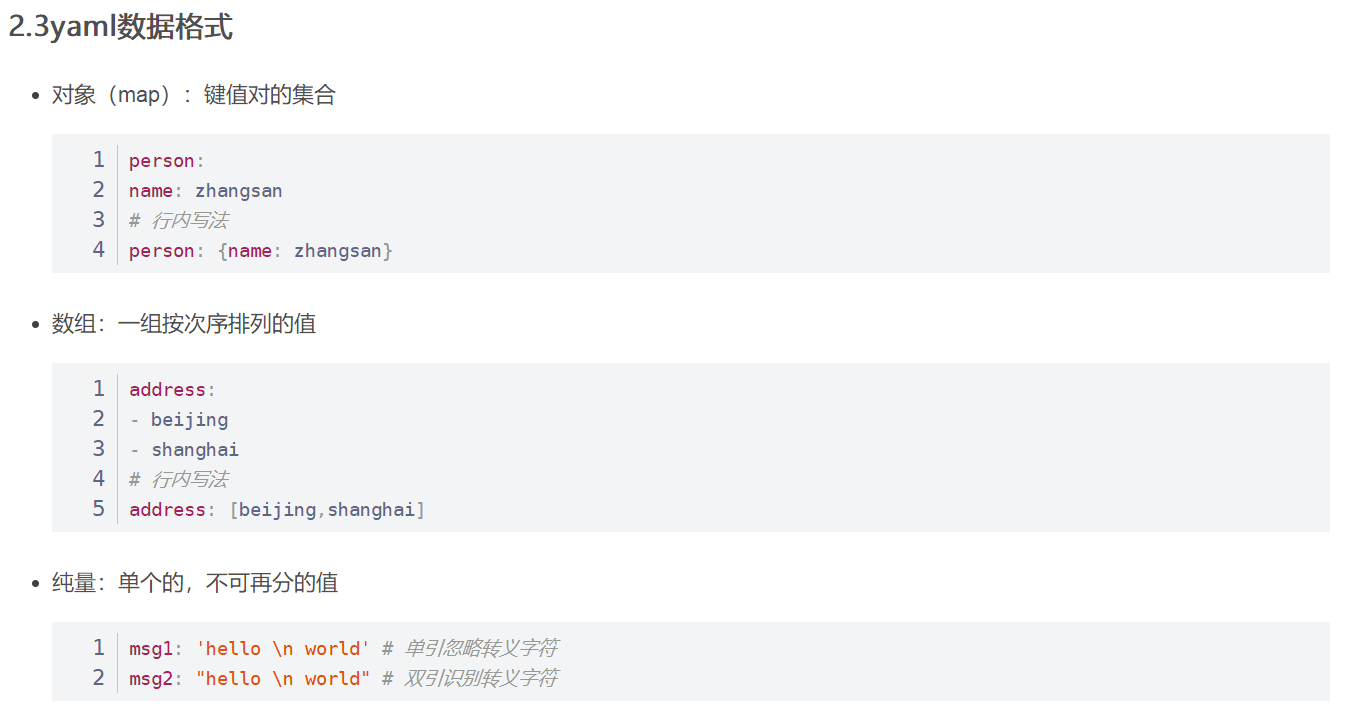 2.3yaml数据格式
• 对象（map）：键值对的集合
1 person:
2 name: zhangsan
3 # 行内写法
4 person: {name: zhangsan}
• 数组：一组按次序排列的值
1 address:
2 - beijing
3 - shanghai
4 # 行内写法
5 address: [beijing,shanghai]
• 纯量：单个的，不可再分的值
1 msg1: 'hello \n world' # 单引忽略转义字符
2 msg2: "hello \n world" # 双引识别转义字符